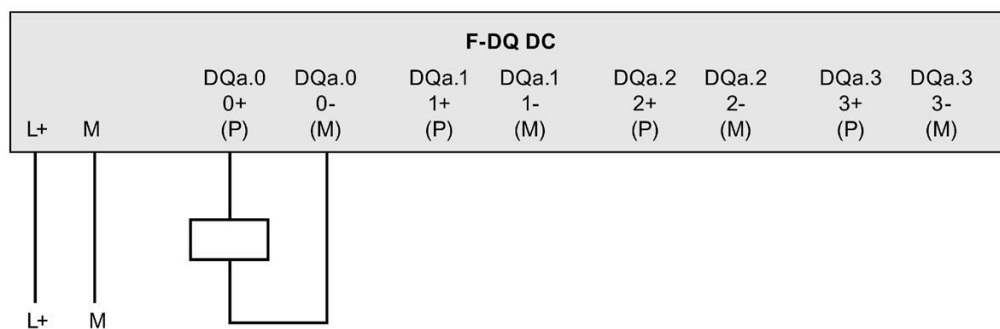 F-DQ DC
DQa.0 DQa.0 DQa.1 DQa.1 DQa.2 DQa.2 DQa.3 DQa.3
0+ 0- 1+ 1- 2+ 2- 3+ 3-
L+ M (P) (M) (P) (M) (P) (M) (P) (M)
L+ M